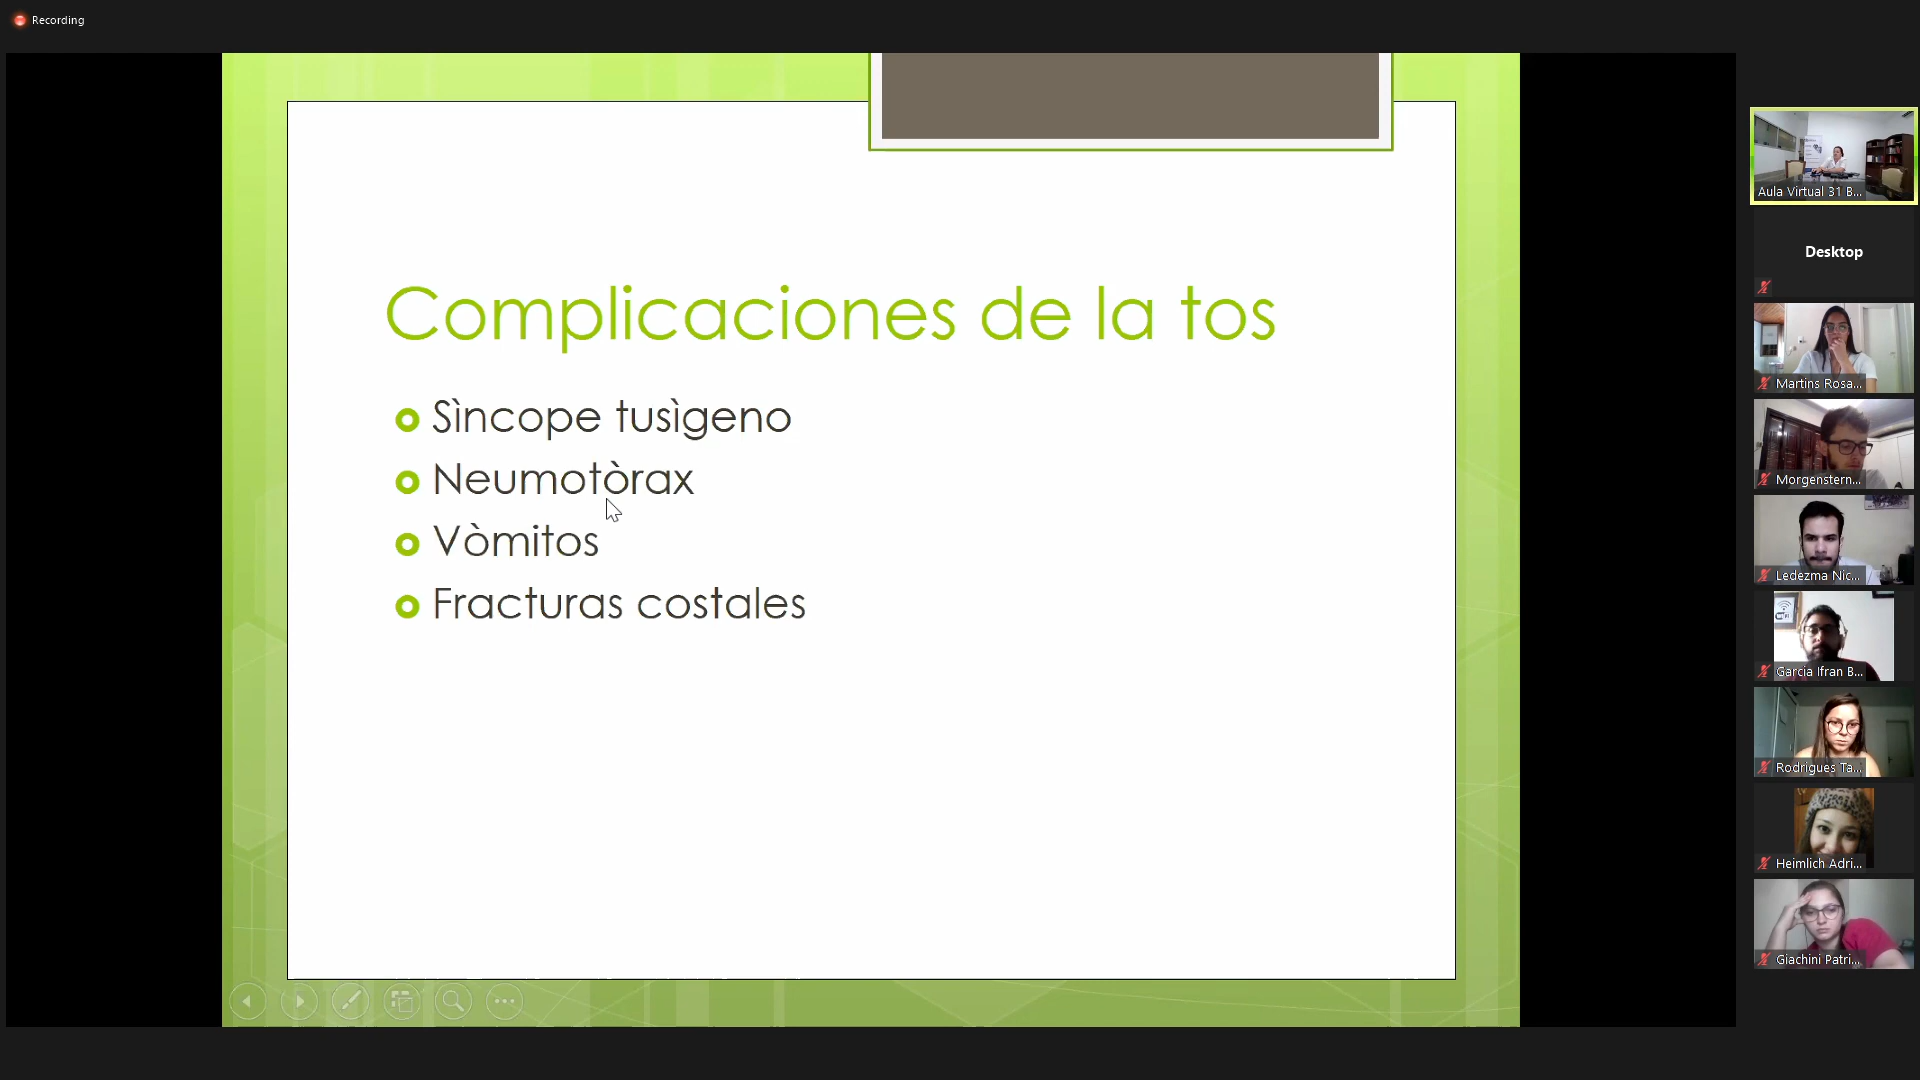 Recording
Complicaciones de la tos
Sìncope tusìgeno
Neumotòrax
Vòmitos
Fracturas costales
Aula Virtual 31 B...
Desktop
Martins Rosa...
Morgenstern...
Ledezma Nic...
Garcia Ifran B...
Rodrigues Ta...
Heimlich Adri...
Giachini Patri...